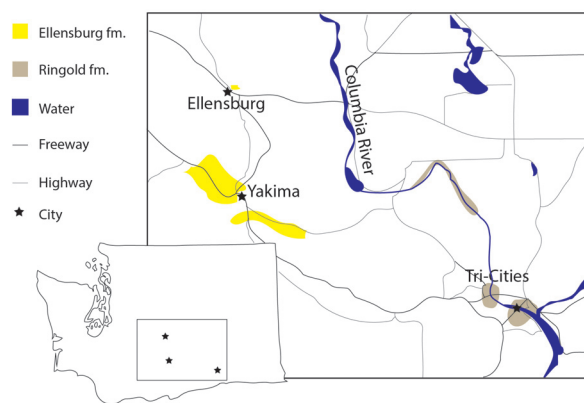 Ellensburg fm.
Ringold fm.
Water
Freeway
Highway
City
Ellensburg
Columbia River
Yakima
Tri-Cities